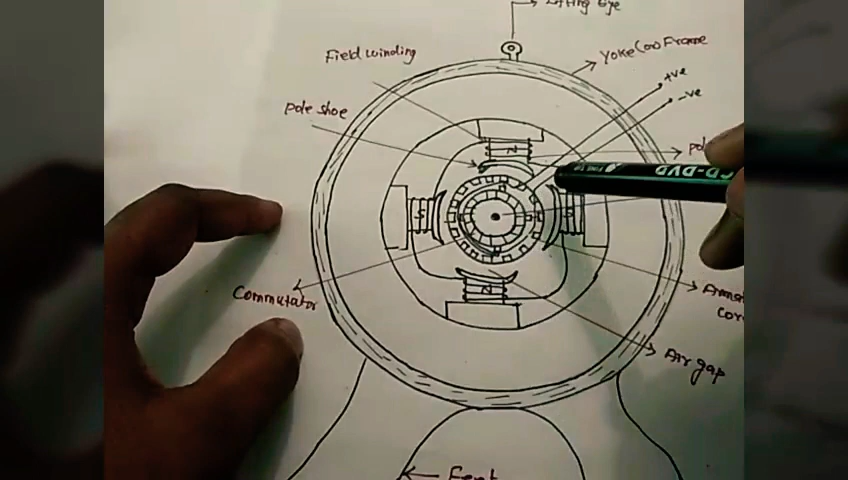 Lifting Eye
Field winding
Yoke (or) Frame
+ve
-ve
Pole shoe
N
CD-DVD
S
S
N
Commutator
Air gap
Feet